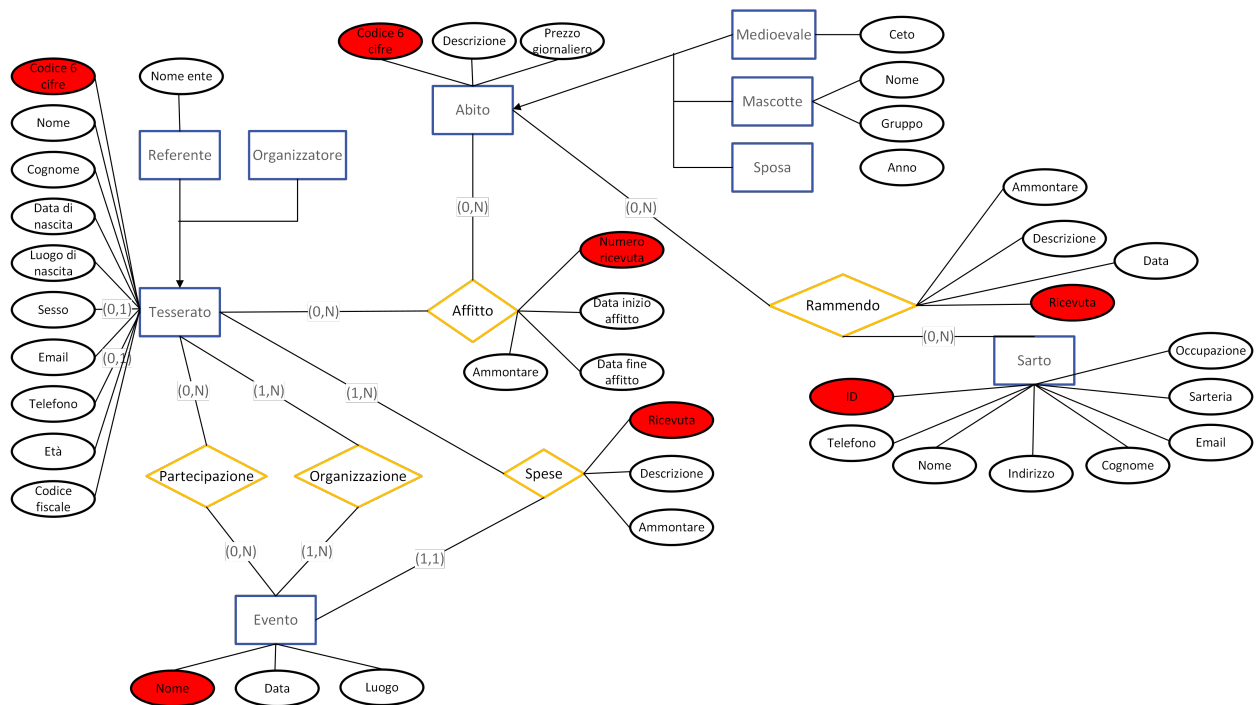 Codice 6
cifre
Descrizione
Prezzo
giornaliero
Medioevale
Ceto
Codice 6
cifre
Nome ente
Abito
Mascotte
Nome
Gruppo
Nome
Referente
Organizzatore
Sposa
Anno
Cognome
Ammontare
Data di
nascita
(0,N)
(0,N)
Descrizione
Luogo di
nascita
Numero
ricevuta
Data
Sesso
(0,1)
Tesserato
(0,N)
Affitto
Data inizio
affitto
Rammendo
Ricevuta
Email
(0,1)
(0,N)
Sarto
Occupazione
Ammontare
Data fine
affitto
Telefono
(0,N)
(1,N)
(1,N)
ID
Sarteria
Ricevuta
Telefono
Email
Età
Nome
Indirizzo
Cognome
Partecipazione
Organizzazione
Spese
Descrizione
Codice
fiscale
Ammontare
(0,N)
(1,N)
(1,1)
Evento
Nome
Data
Luogo